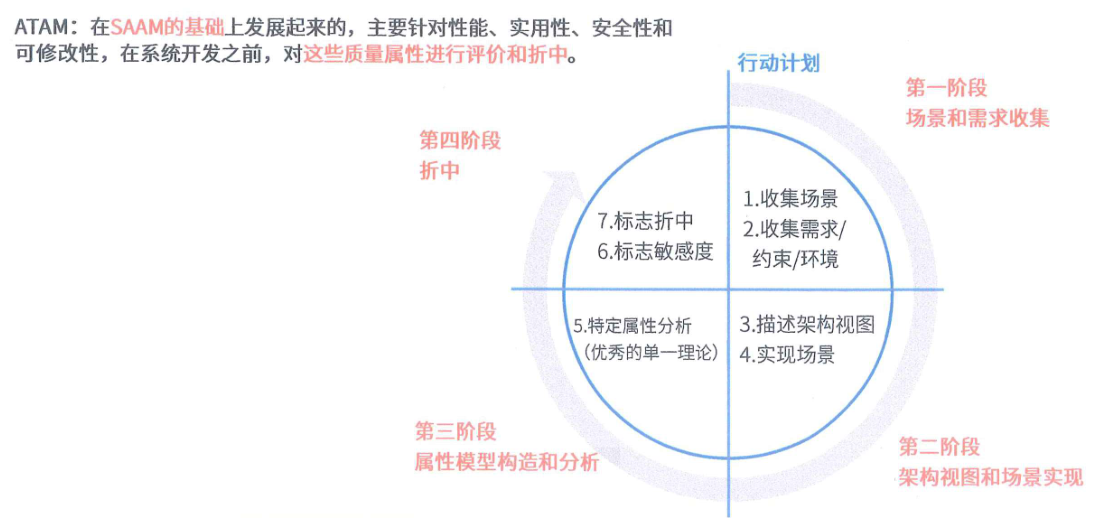 ATAM：在SAAM的基础上发展起来的，主要针对性能、实用性、安全性和
可修改性，在系统开发之前，对这些质量属性进行评价和折中。
行动计划
第一阶段
场景和需求收集
第四阶段
折中
1.收集场景
2.收集需求/
约束/环境
7.标志折中
6.标志敏感度
5.特定属性分析
（优秀的单一理论）
3.描述架构视图
4.实现场景
第三阶段
属性模型构造和分析
第二阶段
架构视图和场景实现